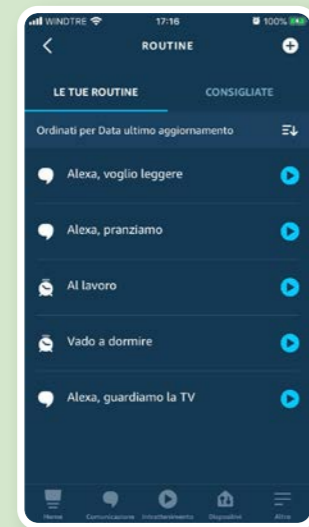 WINDTRE 17:16 100%
ROUTINE
LE TUE ROUTINE CONSIGLIATE
Ordinati per Data ultimo aggiornamento
Alexa, voglio leggere
Alexa, pranziamo
Al lavoro
Vado a dormire
Alexa, guardiamo la TV
Home Comunicazione Intrattenimento Dispositivi Altro